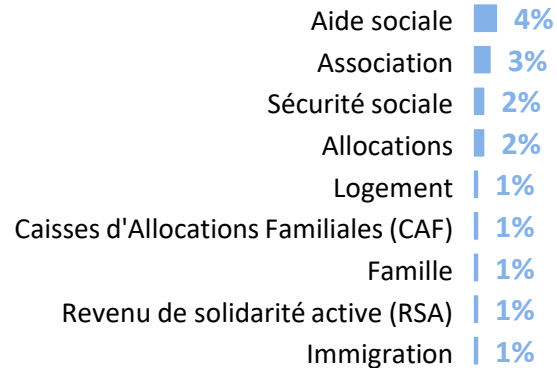 Aide sociale 4%
Association 3%
Sécurité sociale 2%
Allocations 2%
Logement 1%
Caisses d'Allocations Familiales (CAF) 1%
Famille 1%
Revenu de solidarité active (RSA) 1%
Immigration 1%